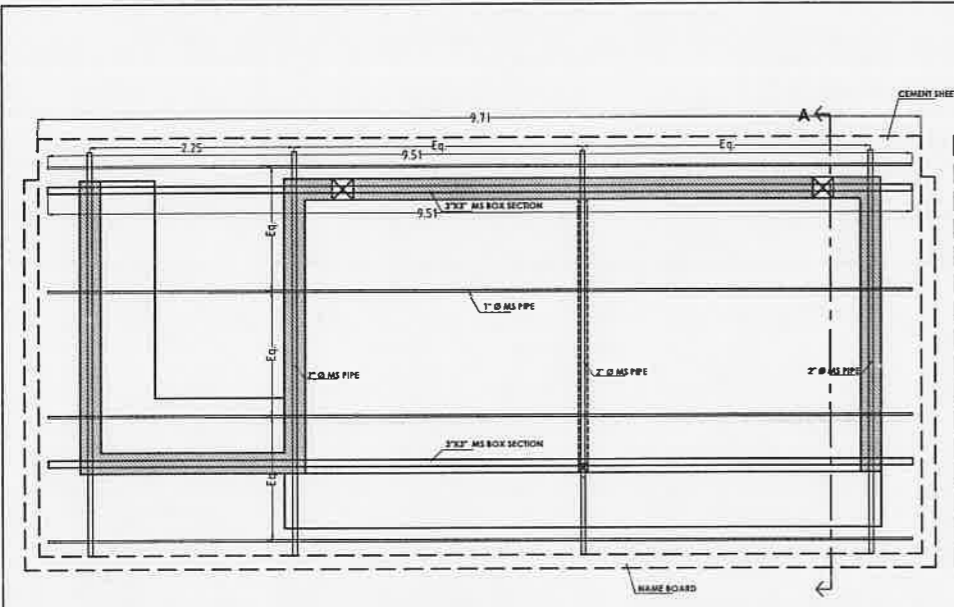 CEMENT SHEE
9.71
A
2.25
Eq.
Eq.
9.51
3"X3" MS BOX SECTION
9.51
Eq.
1" Ø MS PIPE
Eq.
2" Ø MS PIPE
2" Ø MS PIPE
2" Ø MS PIPE
3"X3" MS BOX SECTION
Eq.
NAME BOARD